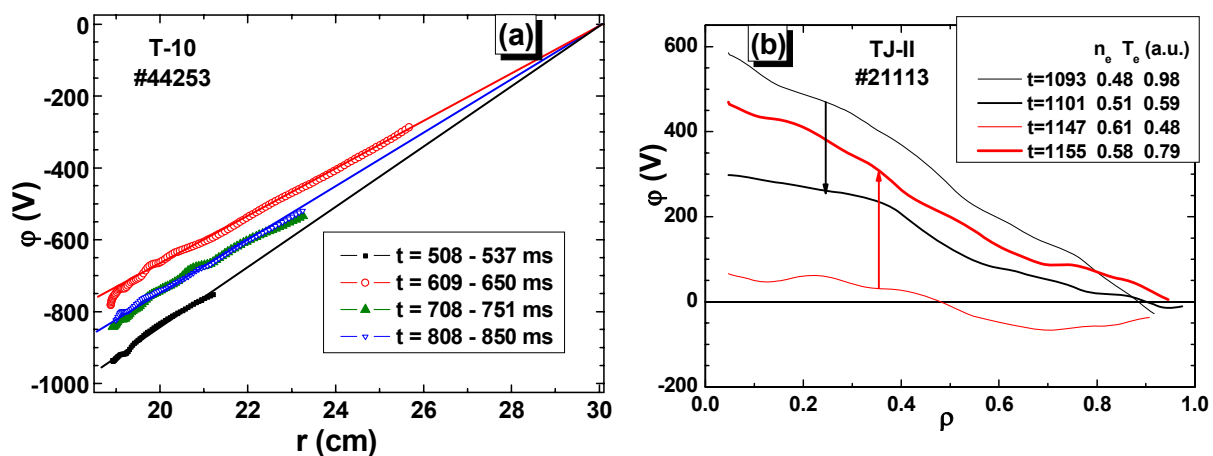 T-10
#44253
(a)
0
-200
-400
-600
-800
-1000
φ (V)
20
22
24
26
28
30
r (cm)
t = 508 - 537 ms
t = 609 - 650 ms
t = 708 - 751 ms
t = 808 - 850 ms
(b)
TJ-II
#21113
n_e T_e (a.u.)
t=1093 0.48 0.98
t=1101 0.51 0.59
t=1147 0.61 0.48
t=1155 0.58 0.79
600
400
200
0
-200
φ (V)
0.0
0.2
0.4
0.6
0.8
1.0
ρ